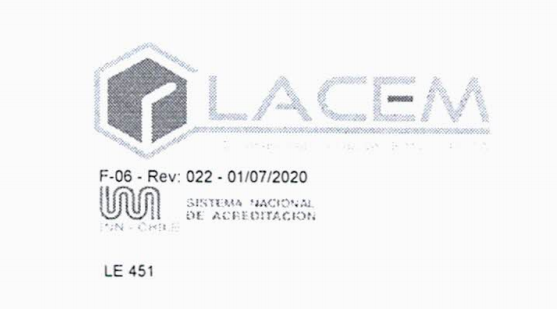 LACEM
F-06 - Rev: 022 - 01/07/2020
SISTEMA NACIONAL
DE ACREDITACION
INN - CHILE
LE 451